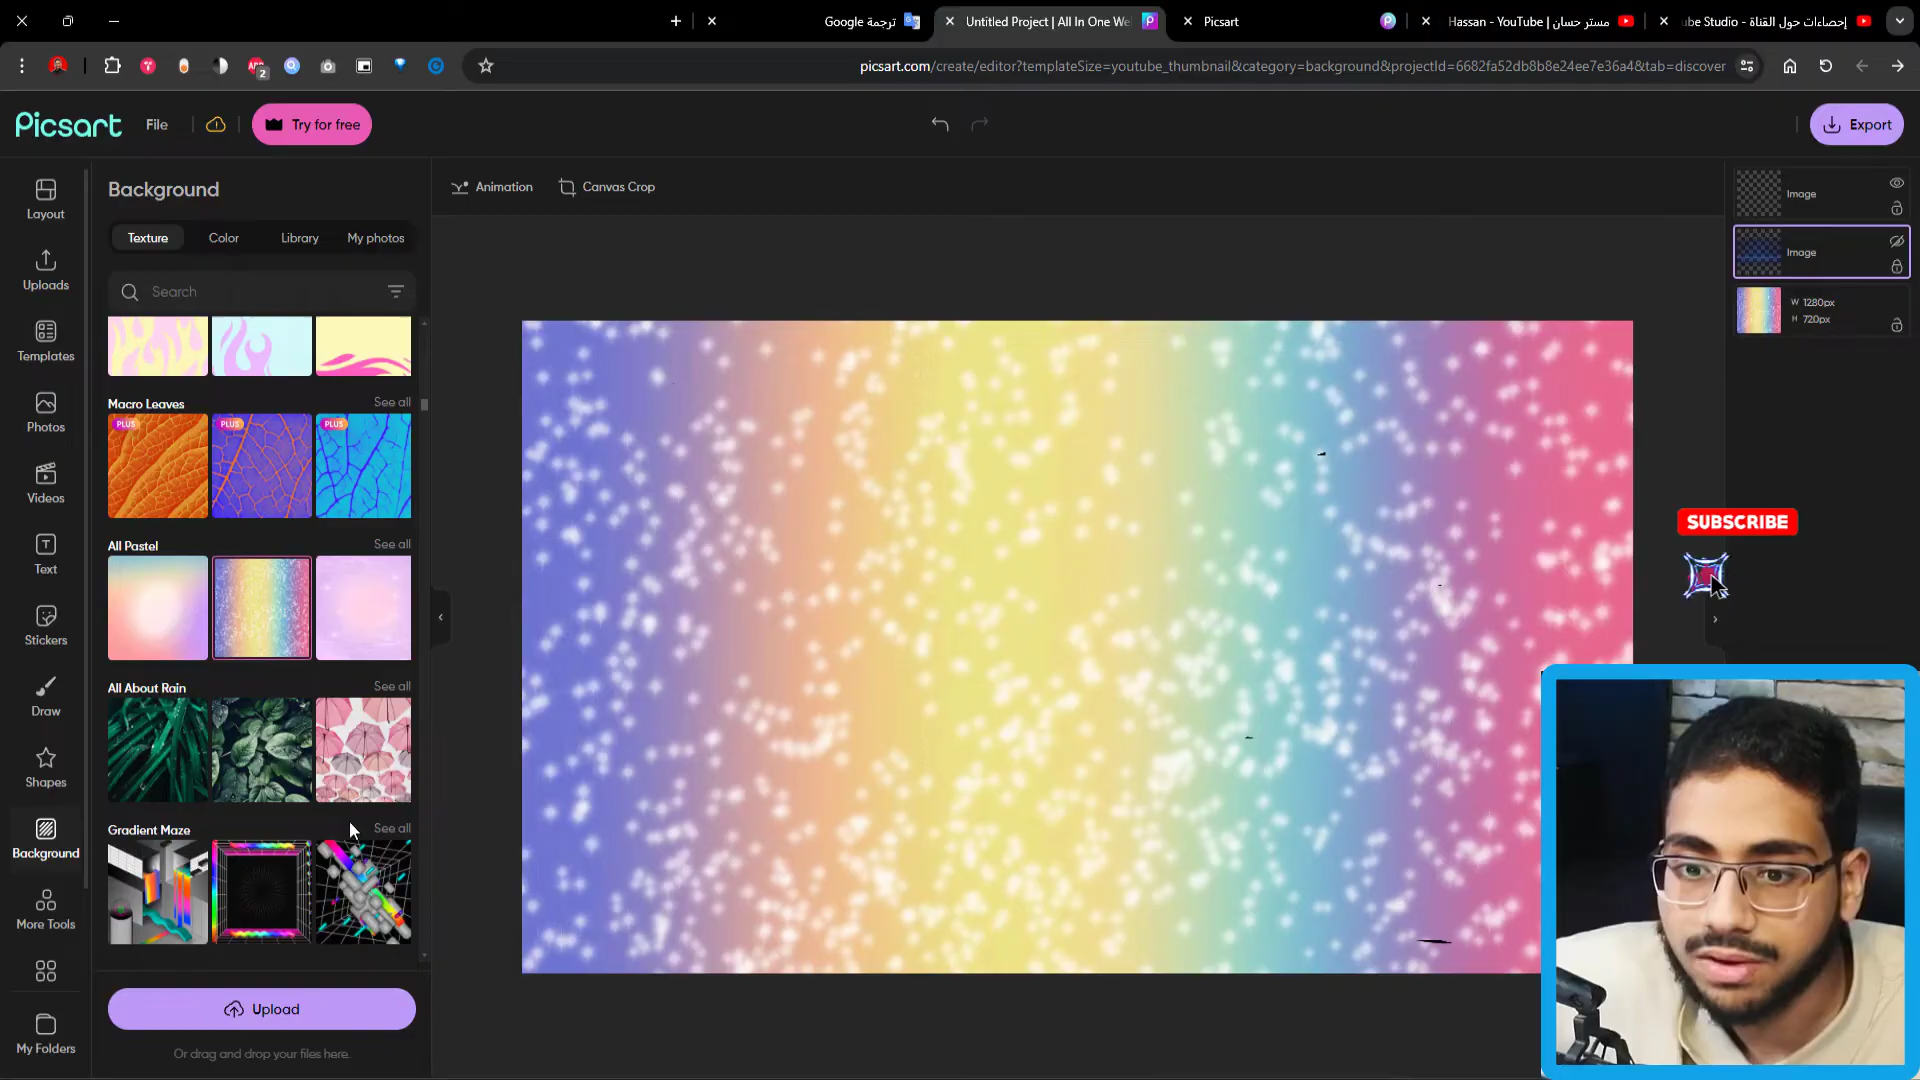 ترجمة Google
Untitled Project | All In One We
Picsart
Hassan - YouTube | مستر حسان
إحصاءات حول القناة - ube Studio
2
picsart.com/create/editor?templateSize=youtube_thumbnail&category=background&projectId=6682fa52db8b8e24ee7e36a4&tab=discover
Picsart
File
Try for free
Export
Layout
Uploads
Templates
Photos
Videos
Text
Stickers
Draw
Shapes
Background
More Tools
My Folders
Background
Texture
Color
Library
My photos
Search
Macro Leaves
See all
PLUS
PLUS
PLUS
All Pastel
See all
All About Rain
See all
Gradient Maze
See all
Upload
Or drag and drop your files here.
Animation
Canvas Crop
Image
Image
W 1280px
H 720px
SUBSCRIBE